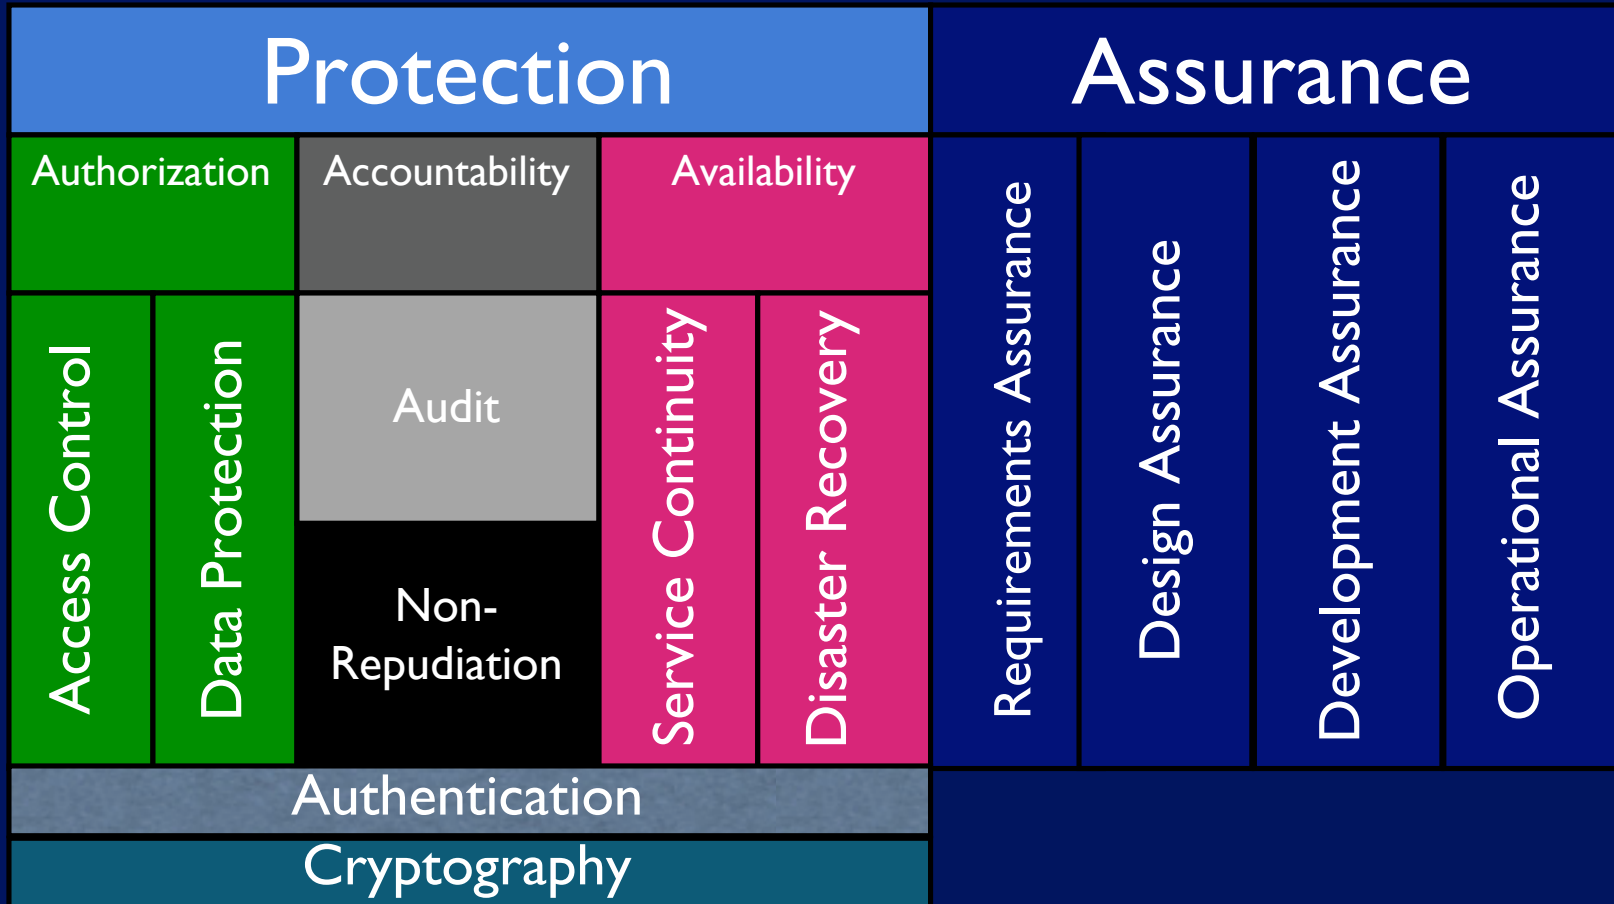 Protection
Assurance
Authorization
Accountability
Availability
Access Control
Data Protection
Audit
Non-
Repudiation
Service Continuity
Disaster Recovery
Requirements Assurance
Design Assurance
Development Assurance
Operational Assurance
Authentication
Cryptography